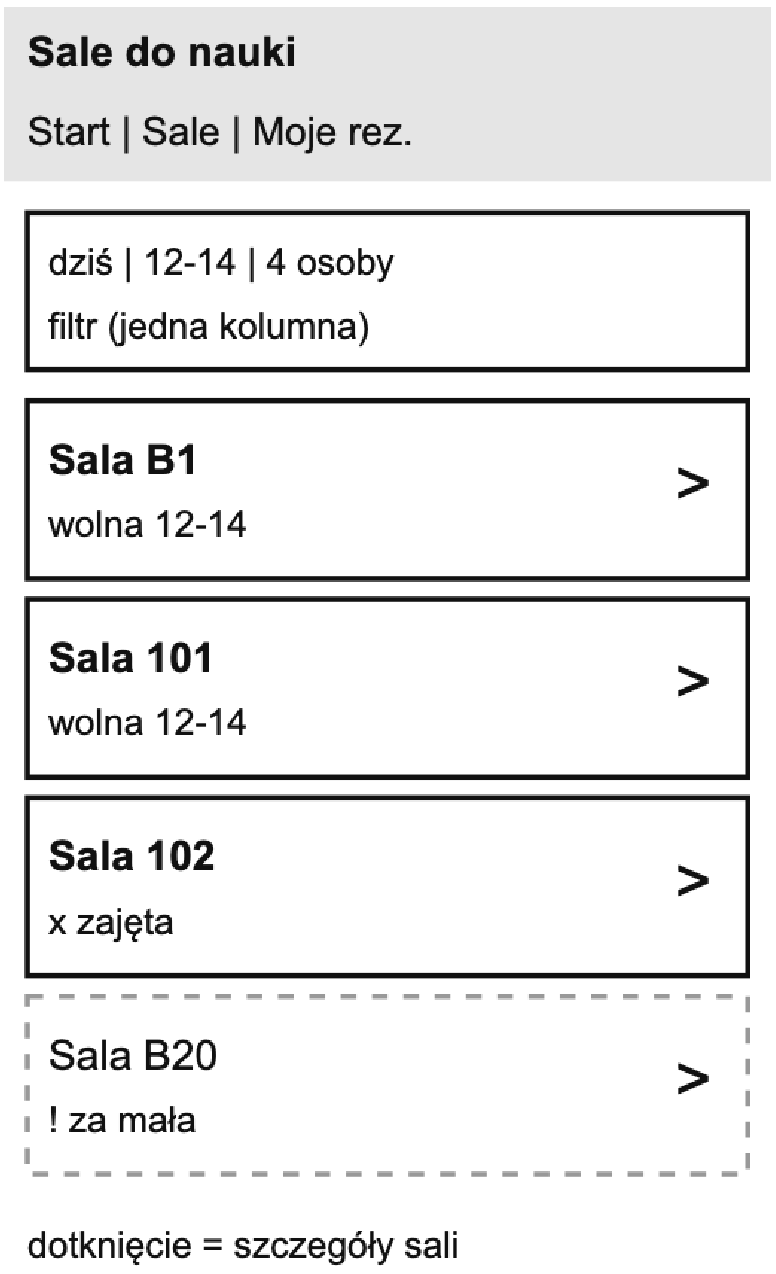 Sale do nauki
Start | Sale | Moje rez.
dziś | 12-14 | 4 osoby
filtr (jedna kolumna)
Sala B1
>
wolna 12-14
Sala 101
>
wolna 12-14
Sala 102
>
x zajęta
Sala B20
>
! za mała
dotknięcie = szczegóły sali